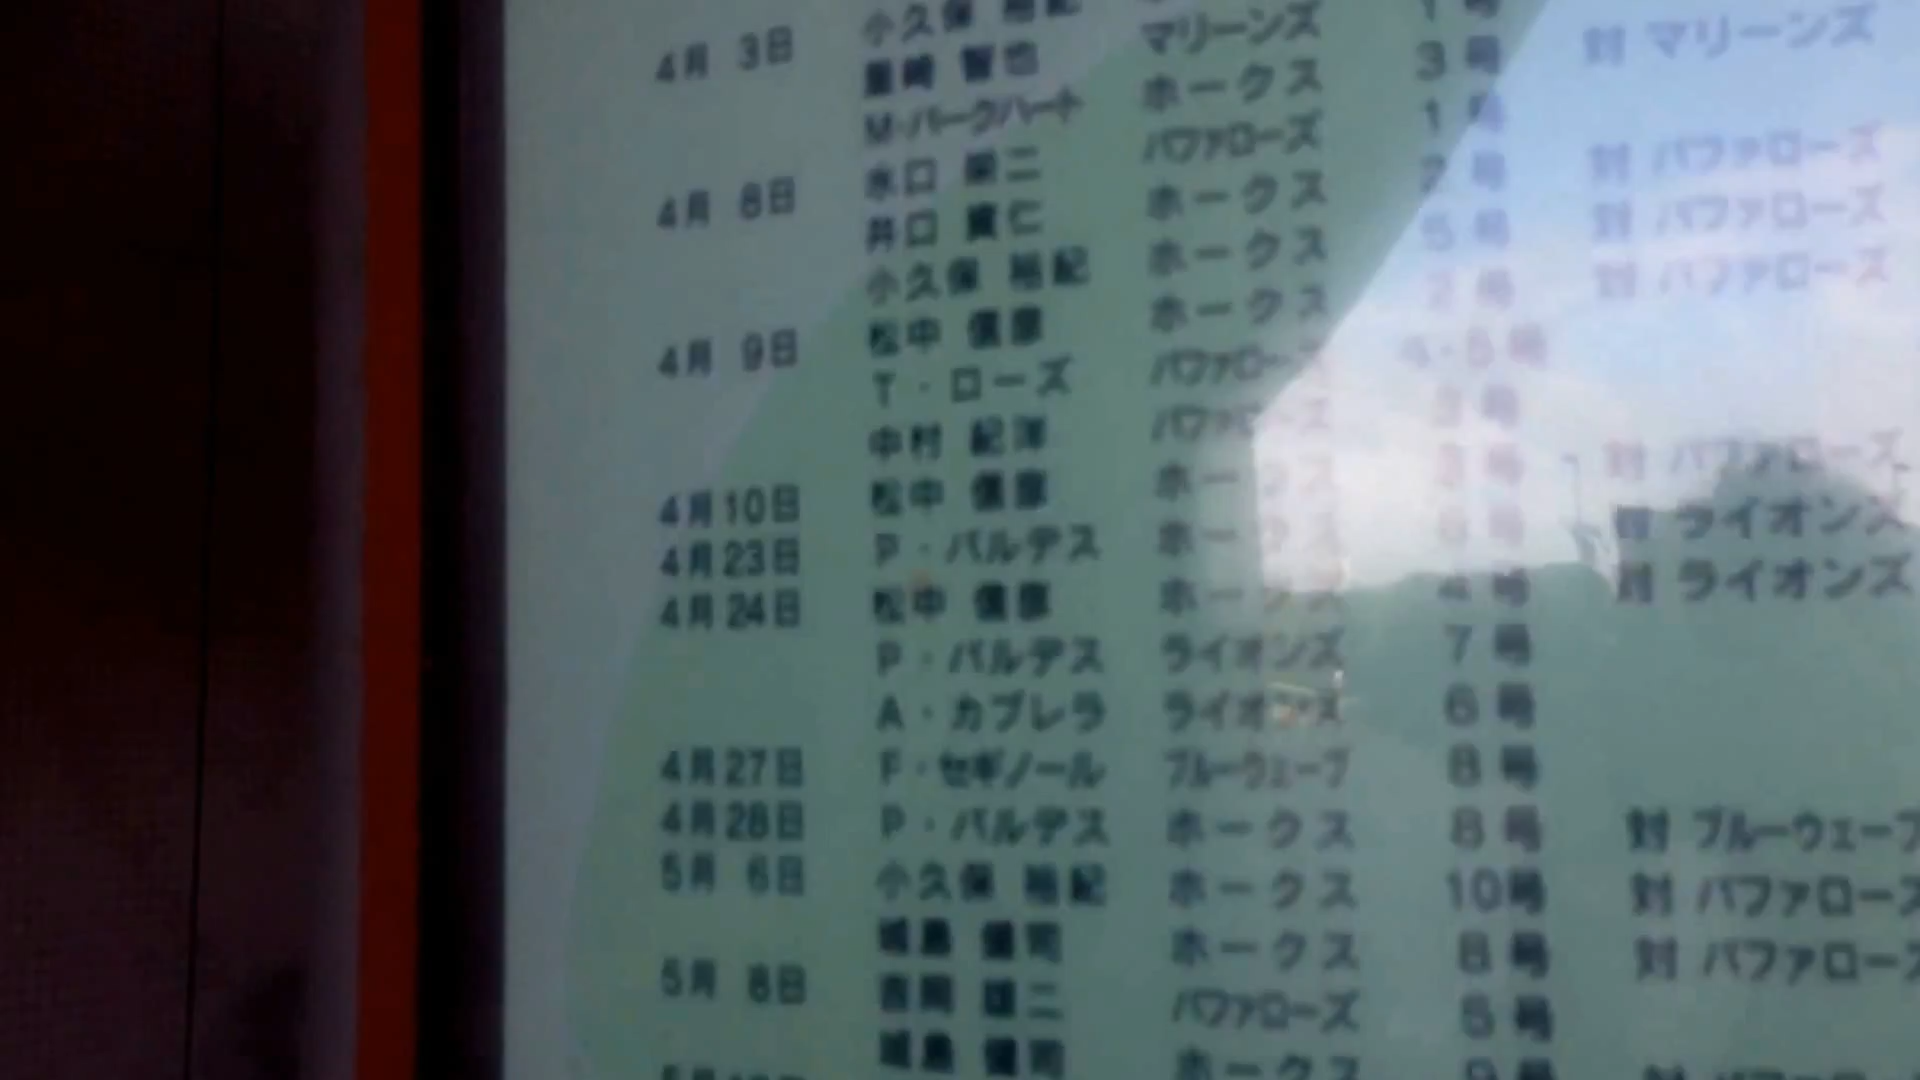 4月 3日 小久保 裕紀
里崎 智也 マリーンズ 1号
M・バークハート ホークス 3号 対 マリーンズ
4月 8日 水口 栄二 バファローズ 1号
井口 資仁 ホークス 2号 対 バファローズ
小久保 裕紀 ホークス 5号 対 バファローズ
4月 9日 松中 信彦 ホークス 2号 対 バファローズ
T・ローズ バファローズ 4・5号
中村 紀洋 バファローズ 3号
4月10日 松中 信彦 ホークス 3号 対 バファローズ
4月23日 P・バルデス ホークス 6号 対 ライオンズ
4月24日 松中 信彦 ホークス 4号 対 ライオンズ
P・バルデス ライオンズ 7号
A・カブレラ ライオンズ 6号
4月27日 F・セギノール ブルーウェーブ 8号
4月28日 P・バルデス ホークス 8号 対 ブルーウェーブ
5月 6日 小久保 裕紀 ホークス 10号 対 バファローズ
城島 健司 ホークス 8号 対 バファローズ
5月 8日 吉岡 雄二 バファローズ 5号
城島 健司 ホークス 9号